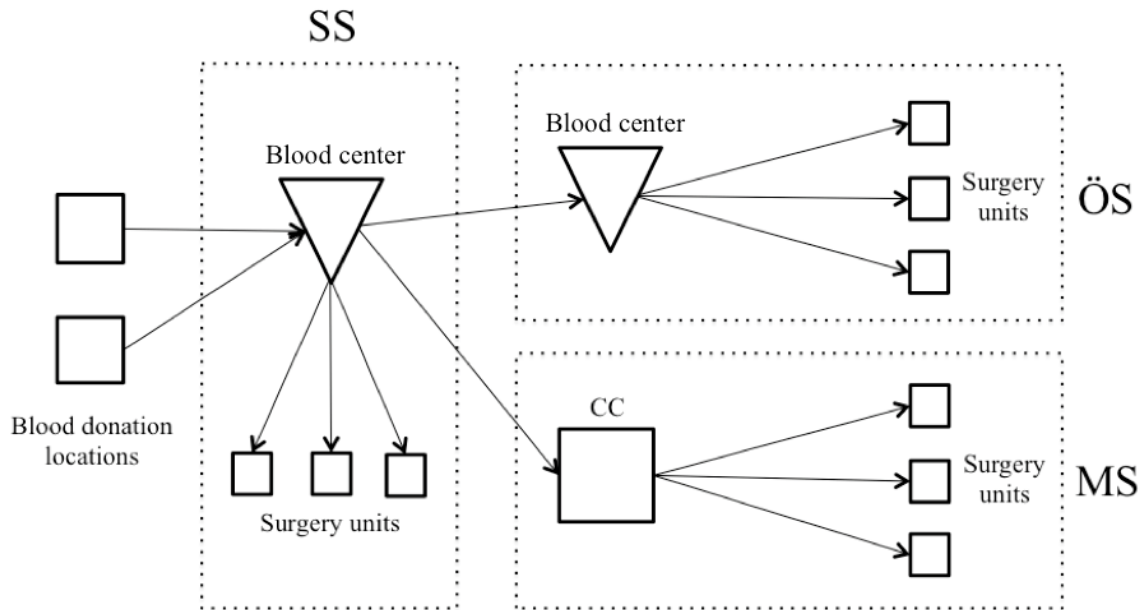 SS
Blood center
Blood donation
locations
Surgery units
Blood center
Surgery
units
ÖS
CC
Surgery
units
MS